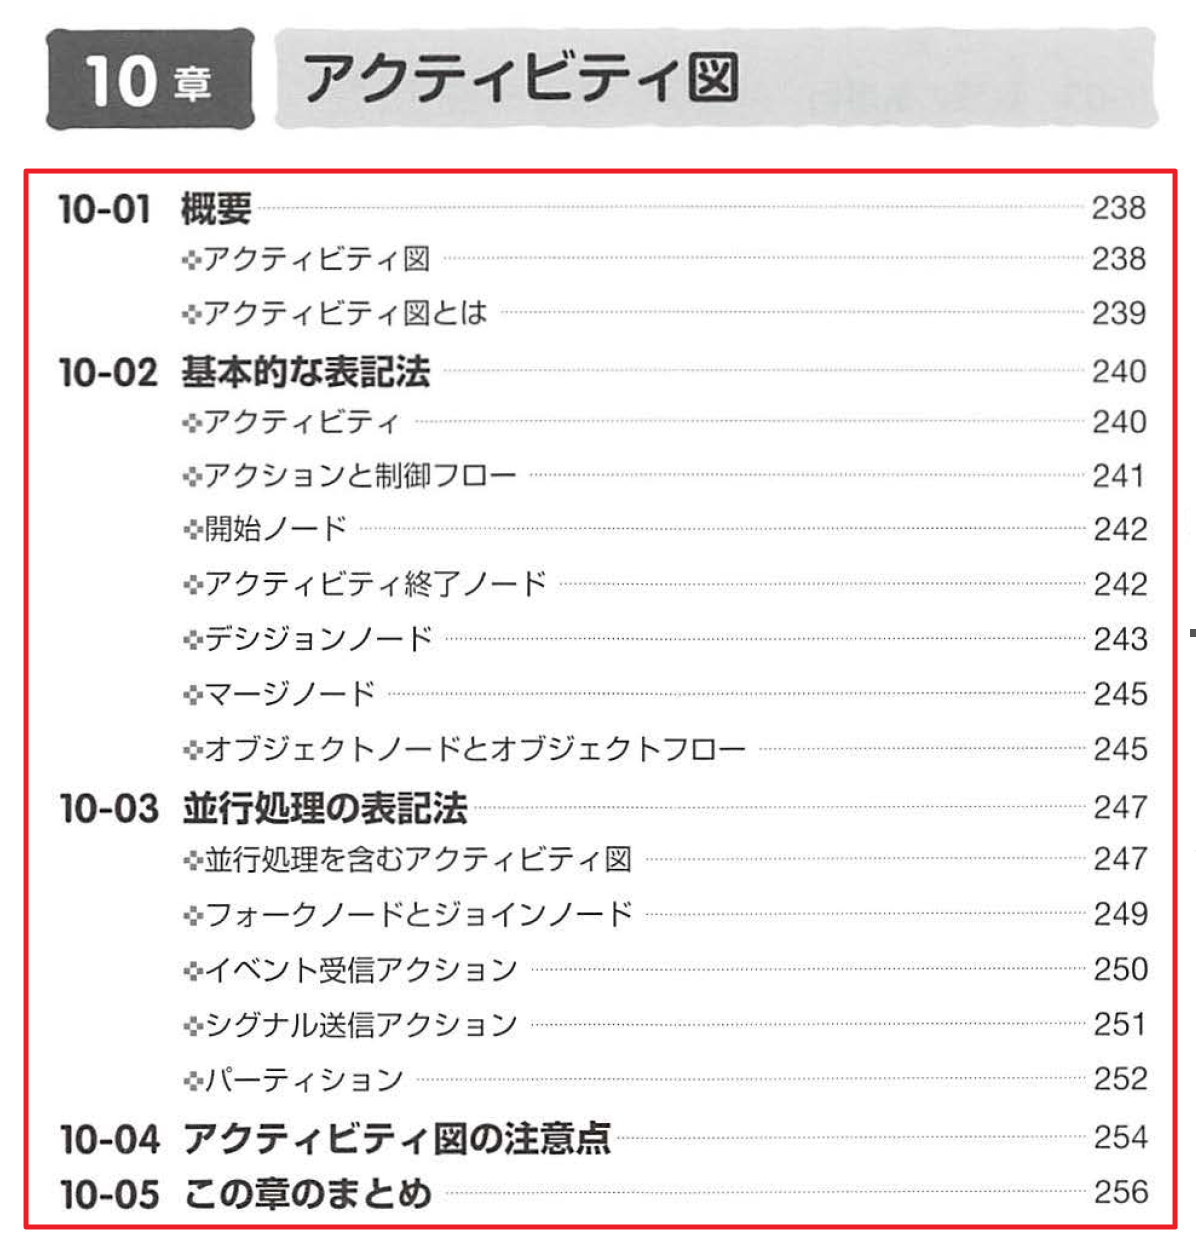 10章 アクティビティ図
10-01 概要 238
❖アクティビティ図 238
❖アクティビティ図とは 239
10-02 基本的な表記法 240
❖アクティビティ 240
❖アクションと制御フロー 241
❖開始ノード 242
❖アクティビティ終了ノード 242
❖デシジョンノード 243
❖マージノード 245
❖オブジェクトノードとオブジェクトフロー 245
10-03 並行処理の表記法 247
❖並行処理を含むアクティビティ図 247
❖フォークノードとジョインノード 249
❖イベント受信アクション 250
❖シグナル送信アクション 251
❖パーティション 252
10-04 アクティビティ図の注意点 254
10-05 この章のまとめ 256